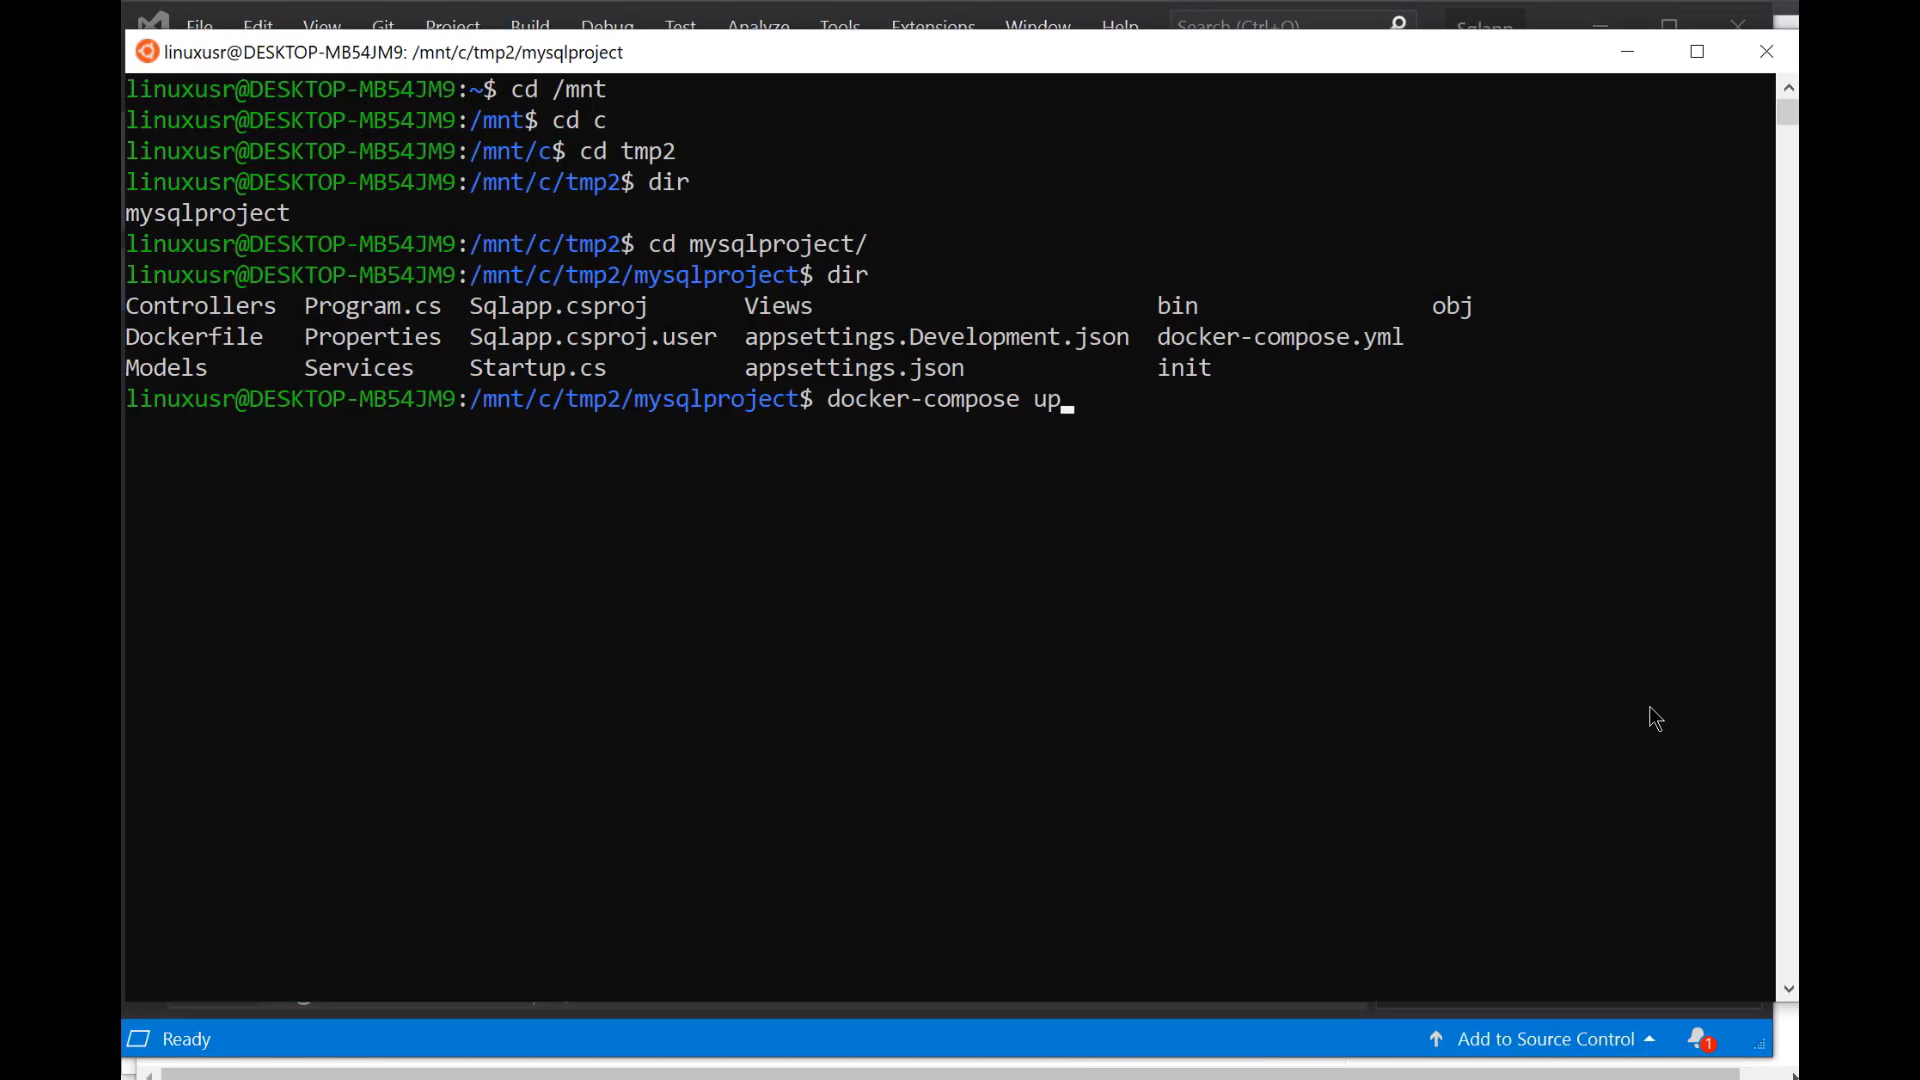 File Edit View Git Project Build Debug Test Analyze Tools Extensions Window Help Search (Ctrl+Q) Sqlapp
linuxusr@DESKTOP-MB54JM9: /mnt/c/tmp2/mysqlproject
linuxusr@DESKTOP-MB54JM9:~$ cd /mnt
linuxusr@DESKTOP-MB54JM9:/mnt$ cd c
linuxusr@DESKTOP-MB54JM9:/mnt/c$ cd tmp2
linuxusr@DESKTOP-MB54JM9:/mnt/c/tmp2$ dir
mysqlproject
linuxusr@DESKTOP-MB54JM9:/mnt/c/tmp2$ cd mysqlproject/
linuxusr@DESKTOP-MB54JM9:/mnt/c/tmp2/mysqlproject$ dir
Controllers Program.cs Sqlapp.csproj Views bin obj
Dockerfile Properties Sqlapp.csproj.user appsettings.Development.json docker-compose.yml
Models Services Startup.cs appsettings.json init
linuxusr@DESKTOP-MB54JM9:/mnt/c/tmp2/mysqlproject$ docker-compose up
Ready Add to Source Control 1